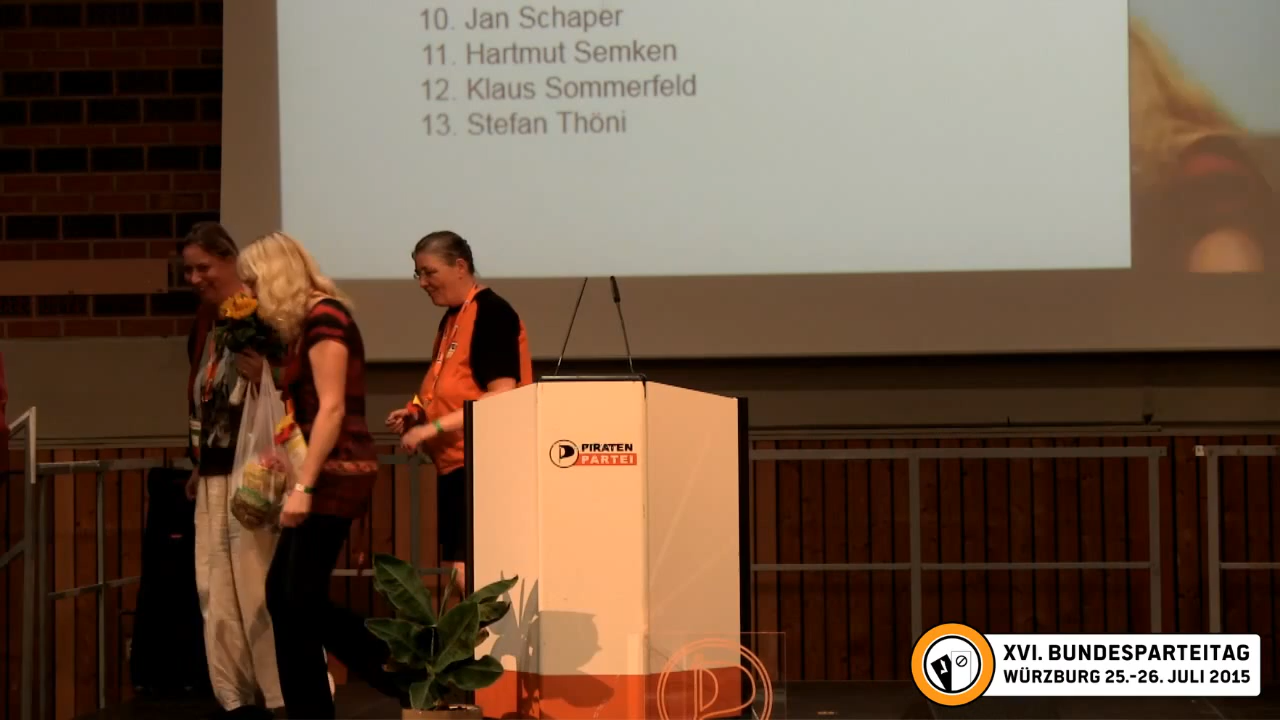 10. Jan Schaper
11. Hartmut Semken
12. Klaus Sommerfeld
13. Stefan Thöni
PIRATEN
PARTEI
XVI. BUNDESPARTEITAG
WÜRZBURG 25.-26. JULI 2015